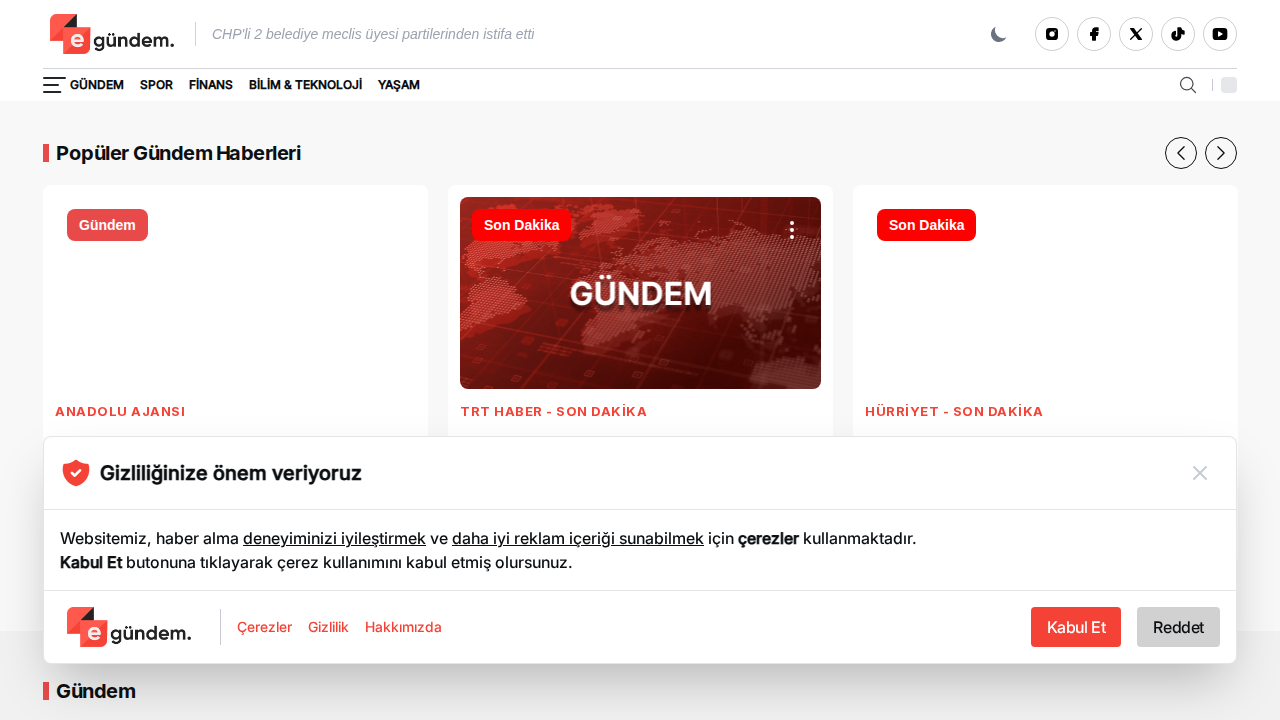 e gündem.
CHP'li 2 belediye meclis üyesi partilerinden istifa etti
GÜNDEM SPOR FİNANS BİLİM & TEKNOLOJİ YAŞAM
Popüler Gündem Haberleri
Gündem
ANADOLU AJANSI
Son Dakika
GÜNDEM
TRT HABER - SON DAKİKA
Son Dakika
HÜRRİYET - SON DAKİKA
Gizliliğinize önem veriyoruz
Websitemiz, haber alma deneyiminizi iyileştirmek ve daha iyi reklam içeriği sunabilmek için çerezler kullanmaktadır.
Kabul Et butonuna tıklayarak çerez kullanımını kabul etmiş olursunuz.
e gündem.
Çerezler Gizlilik Hakkımızda
Kabul Et Reddet
Gündem